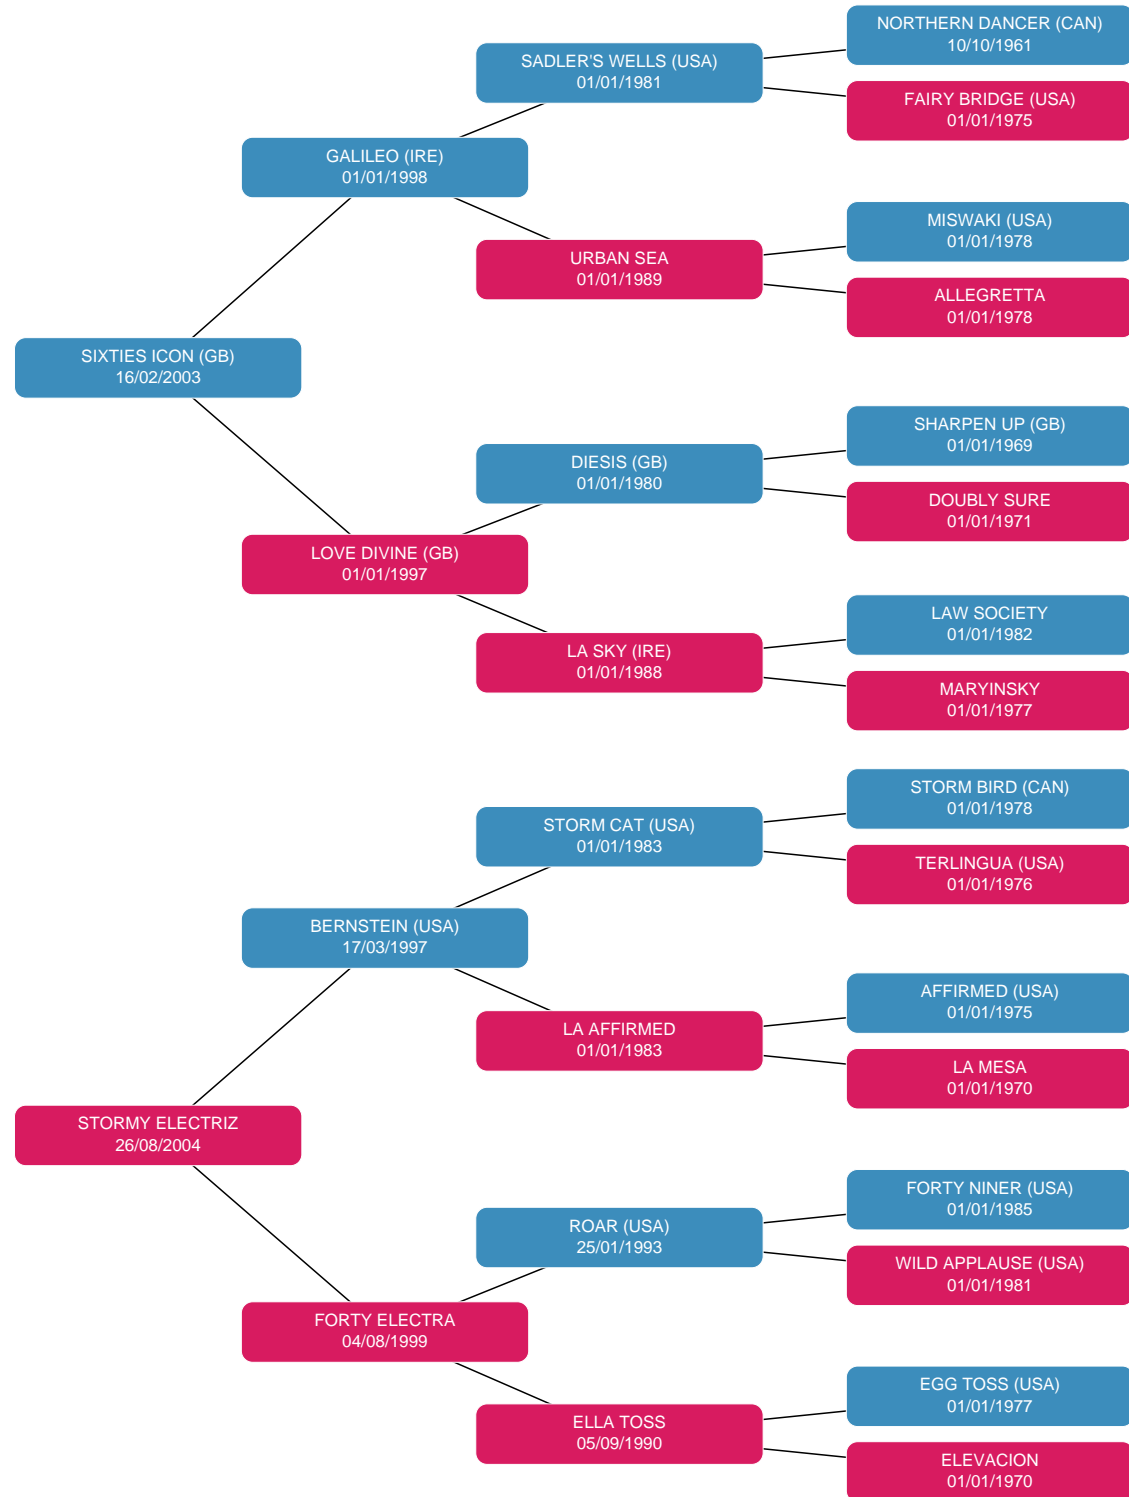 NORTHERN DANCER (CAN)
10/10/1961
SADLER'S WELLS (USA)
01/01/1981
FAIRY BRIDGE (USA)
01/01/1975
GALILEO (IRE)
01/01/1998
MISWAKI (USA)
01/01/1978
URBAN SEA
01/01/1989
ALLEGRETTA
01/01/1978
SIXTIES ICON (GB)
16/02/2003
SHARPEN UP (GB)
01/01/1969
DIESIS (GB)
01/01/1980
DOUBLY SURE
01/01/1971
LOVE DIVINE (GB)
01/01/1997
LAW SOCIETY
01/01/1982
LA SKY (IRE)
01/01/1988
MARYINSKY
01/01/1977
STORM BIRD (CAN)
01/01/1978
STORM CAT (USA)
01/01/1983
TERLINGUA (USA)
01/01/1976
BERNSTEIN (USA)
17/03/1997
AFFIRMED (USA)
01/01/1975
LA AFFIRMED
01/01/1983
LA MESA
01/01/1970
STORMY ELECTRIZ
26/08/2004
FORTY NINER (USA)
01/01/1985
ROAR (USA)
25/01/1993
WILD APPLAUSE (USA)
01/01/1981
FORTY ELECTRA
04/08/1999
EGG TOSS (USA)
01/01/1977
ELLA TOSS
05/09/1990
ELEVACION
01/01/1970